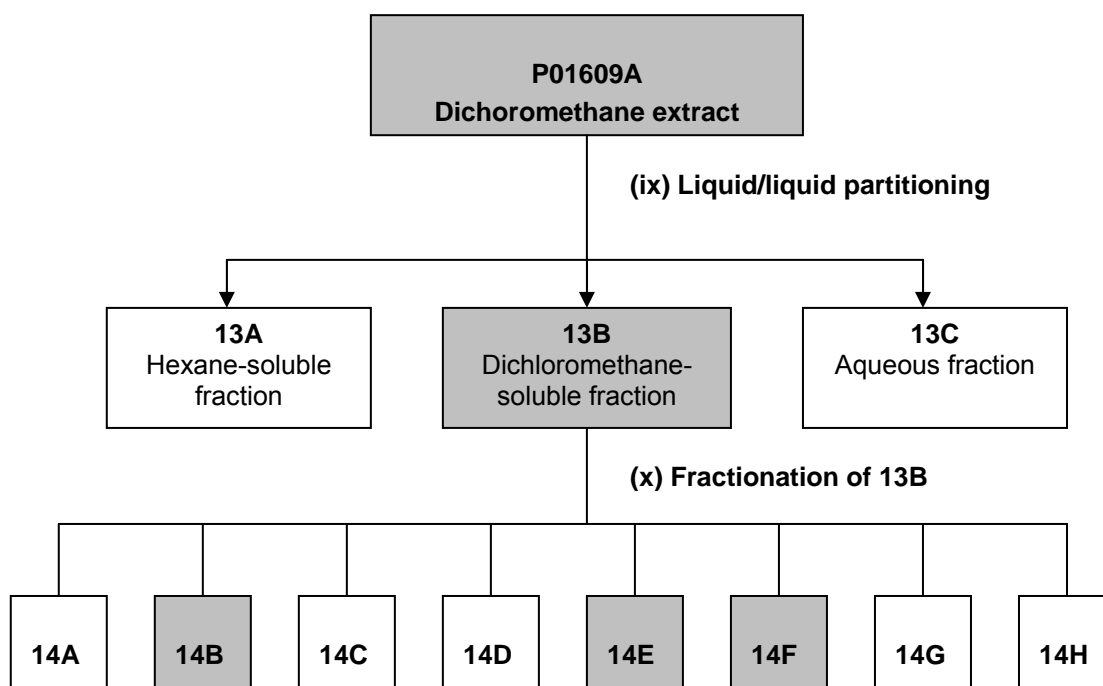 P01609A
Dichoromethane extract
(ix) Liquid/liquid partitioning
13A
Hexane-soluble
fraction
13B
Dichloromethane-
soluble fraction
13C
Aqueous fraction
(x) Fractionation of 13B
14A
14B
14C
14D
14E
14F
14G
14H